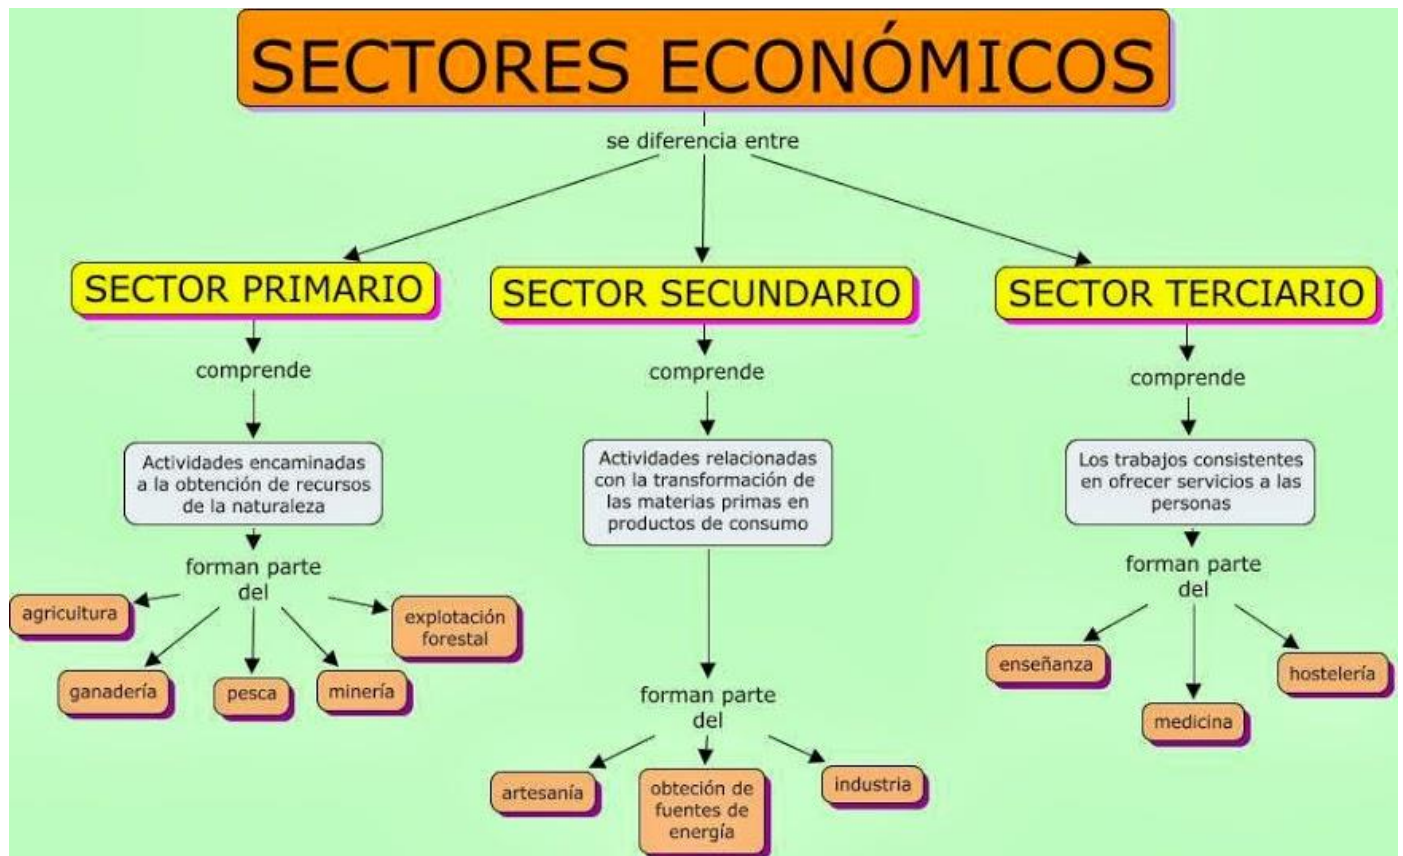 SECTORES ECONÓMICOS
se diferencia entre
SECTOR PRIMARIO
comprende
Actividades encaminadas
a la obtención de recursos
de la naturaleza
forman parte
del
agricultura
ganadería
pesca
minería
explotación
forestal
SECTOR SECUNDARIO
comprende
Actividades relacionadas
con la transformación de
las materias primas en
productos de consumo
forman parte
del
artesanía
obteción de
fuentes de
energía
industria
SECTOR TERCIARIO
comprende
Los trabajos consistentes
en ofrecer servicios a las
personas
forman parte
del
enseñanza
medicina
hostelería